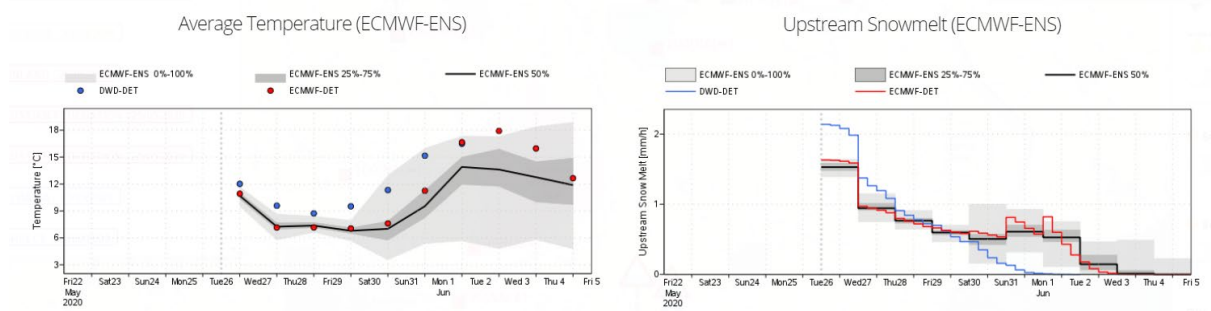 Average Temperature (ECMWF-ENS)
ECMWF-ENS 0%-100%
ECMWF-ENS 25%-75%
ECMWF-ENS 50%
DWD-DET
ECMWF-DET
Temperature [°C]
18
15
12
9
6
3
Fri22 Sat23 Sun24 Mon25 Tue26 Wed27 Thu28 Fri29 Sat30 Sun31 Mon 1 Tue 2 Wed 3 Thu 4 Fri 5
May Jun
2020
Upstream Snowmelt (ECMWF-ENS)
ECMWF-ENS 0%-100%
ECMWF-ENS 25%-75%
ECMWF-ENS 50%
DWD-DET
ECMWF-DET
Upstream Snow Melt [mm/h]
2
1
0
Fri22 Sat23 Sun24 Mon25 Tue26 Wed27 Thu28 Fri29 Sat30 Sun31 Mon 1 Tue 2 Wed 3 Thu 4 Fri 5
May Jun
2020